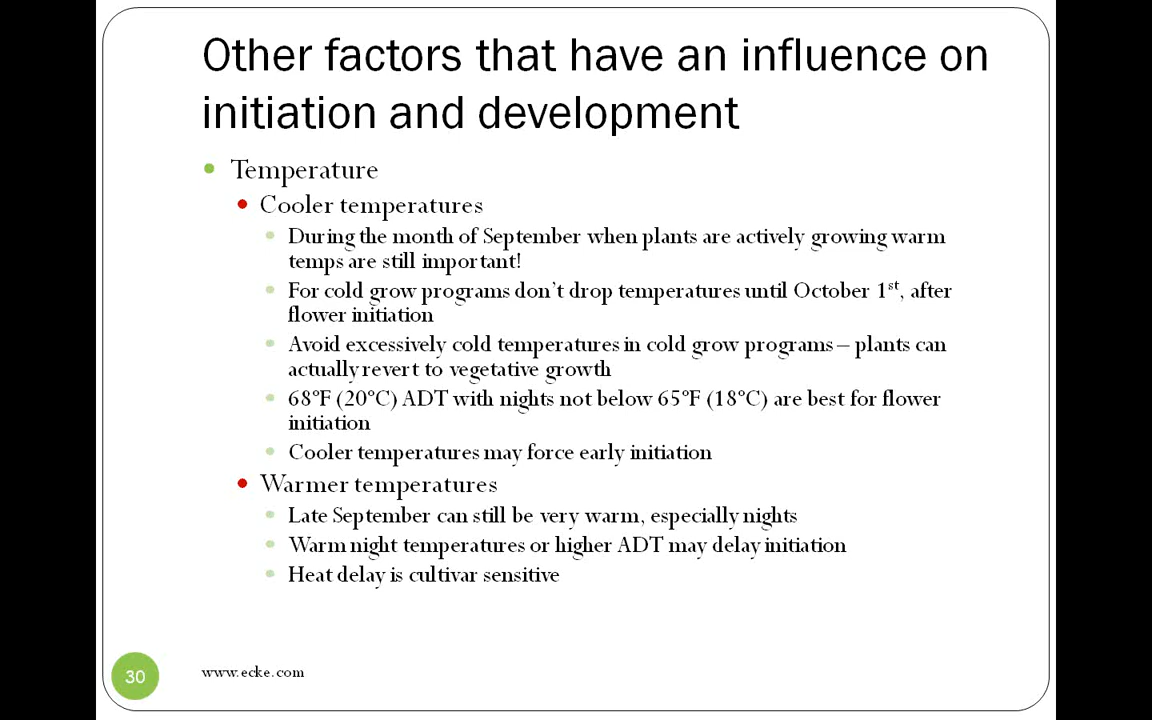 Other factors that have an influence on
initiation and development
Temperature
Cooler temperatures
During the month of September when plants are actively growing warm
temps are still important!
For cold grow programs don't drop temperatures until October 1st, after
flower initiation
Avoid excessively cold temperatures in cold grow programs – plants can
actually revert to vegetative growth
68°F (20°C) ADT with nights not below 65°F (18°C) are best for flower
initiation
Cooler temperatures may force early initiation
Warmer temperatures
Late September can still be very warm, especially nights
Warm night temperatures or higher ADT may delay initiation
Heat delay is cultivar sensitive
30
www.ecke.com